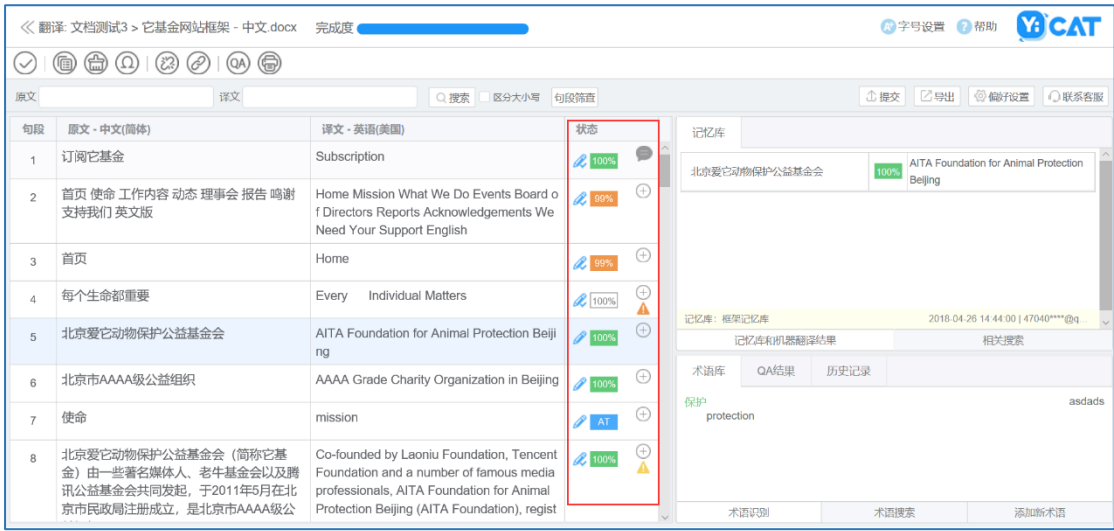 翻译: 文档测试3 > 它基金网站框架 - 中文.docx 完成度
字号设置 帮助 Yi CAT
QA
原文 译文 搜索 区分大小写 句段筛查 提交 导出 偏好设置 联系客服
句段 原文 - 中文(简体) 译文 - 英语(美国) 状态
1 订阅它基金 Subscription 100%
2 首页 使命 工作内容 动态 理事会 报告 鸣谢
支持我们 英文版
Home Mission What We Do Events Board o
f Directors Reports Acknowledgements We
Need Your Support English
99%
3 首页 Home 99%
4 每个生命都重要 Every Individual Matters 100%
5 北京爱它动物保护公益基金会
AITA Foundation for Animal Protection Beiji
ng
100%
6 北京市AAAA级公益组织 AAAA Grade Charity Organization in Beijing 100%
7 使命 mission AT
8 北京爱它动物保护公益基金会（简称它基
金）由一些著名媒体人、老牛基金会以及腾
讯公益基金会共同发起，于2011年5月在北
京市民政局注册成立，是北京市AAAA级公
Co-founded by Laoniu Foundation, Tencent
Foundation and a number of famous media
professionals, AITA Foundation for Animal
Protection Beijing (AITA Foundation), regist
100%
记忆库
北京爱它动物保护公益基金会 100%
AITA Foundation for Animal Protection
Beijing
记忆库：框架记忆库 2018-04-26 14:44:00 | 47040****@q...
记忆库和机器翻译结果 相关搜索
术语库 QA结果 历史记录
保护 asdads
protection
术语识别 术语搜索 添加新术语